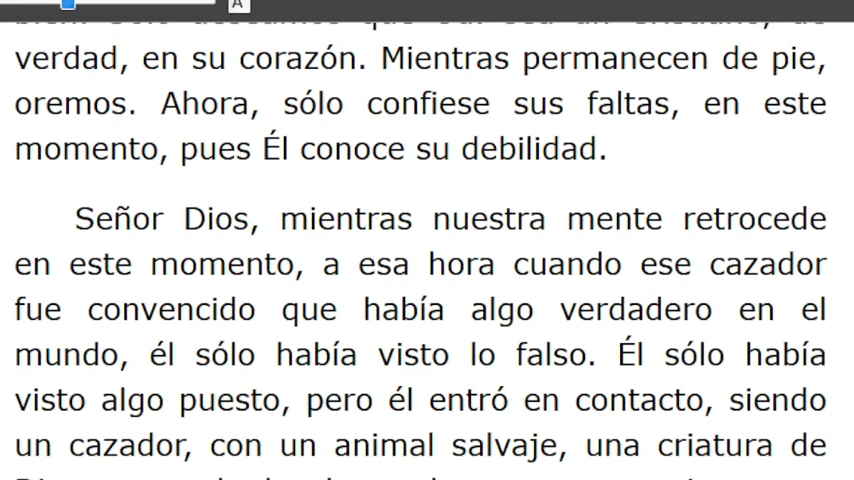 A
verdad, en su corazón. Mientras permanecen de pie,
oremos. Ahora, sólo confiese sus faltas, en este
momento, pues Él conoce su debilidad.
Señor Dios, mientras nuestra mente retrocede
en este momento, a esa hora cuando ese cazador
fue convencido que había algo verdadero en el
mundo, él sólo había visto lo falso. Él sólo había
visto algo puesto, pero él entró en contacto, siendo
un cazador, con un animal salvaje, una criatura de